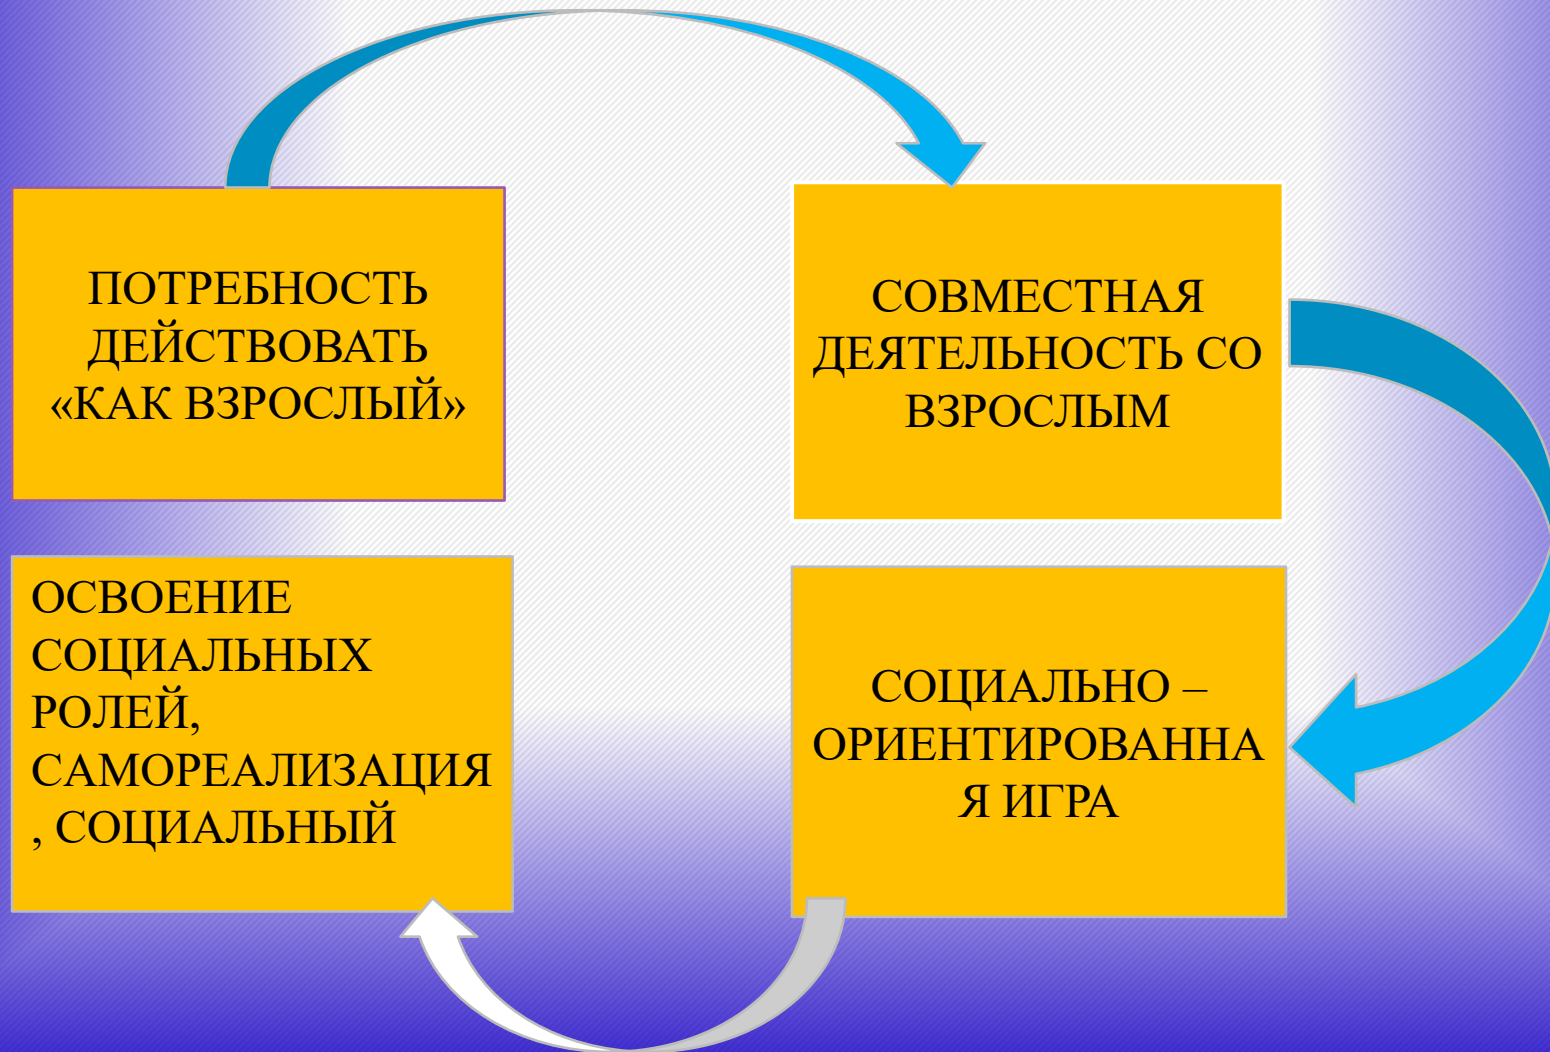 ПОТРЕБНОСТЬ
ДЕЙСТВОВАТЬ
«КАК ВЗРОСЛЫЙ»
СОВМЕСТНАЯ
ДЕЯТЕЛЬНОСТЬ СО
ВЗРОСЛЫМ
ОСВОЕНИЕ
СОЦИАЛЬНЫХ
РОЛЕЙ,
САМОРЕАЛИЗАЦИЯ
, СОЦИАЛЬНЫЙ
СОЦИАЛЬНО –
ОРИЕНТИРОВАННА
Я ИГРА